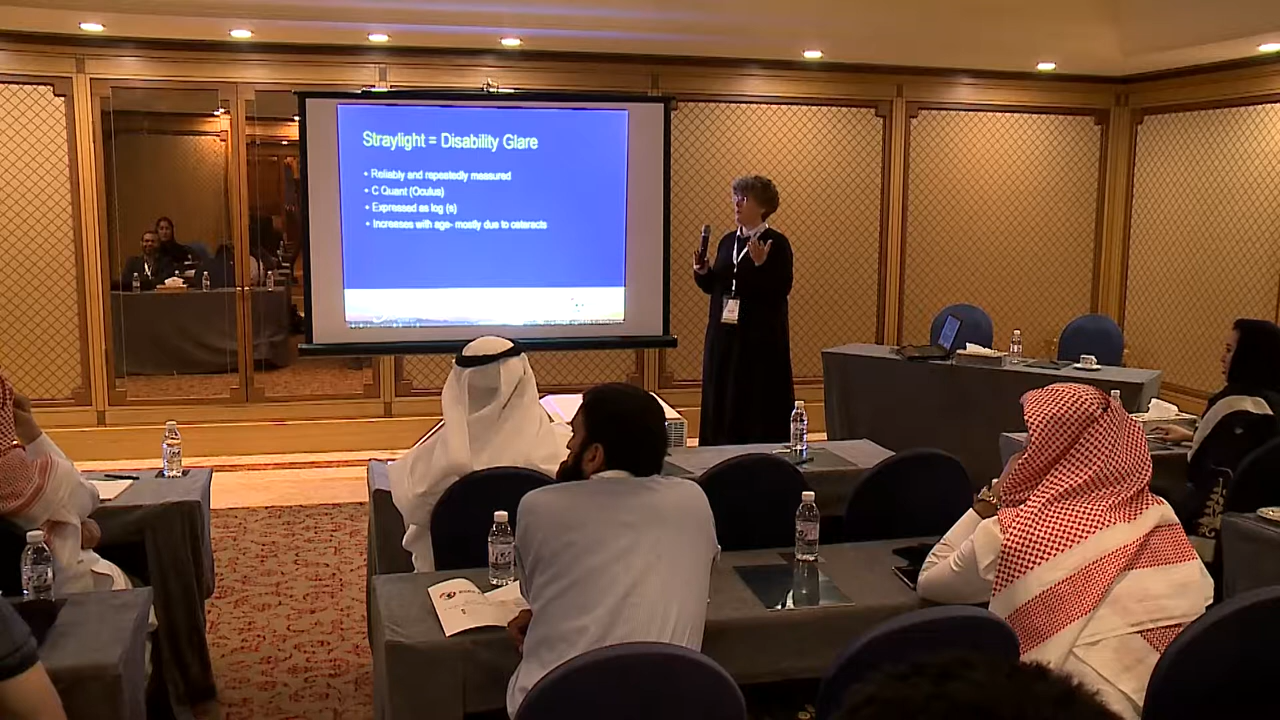 Straylight = Disability Glare
• Reliably and repeatedly measured
• C Quant (Oculus)
• Expressed as log (s)
• Increases with age- mostly due to cataracts